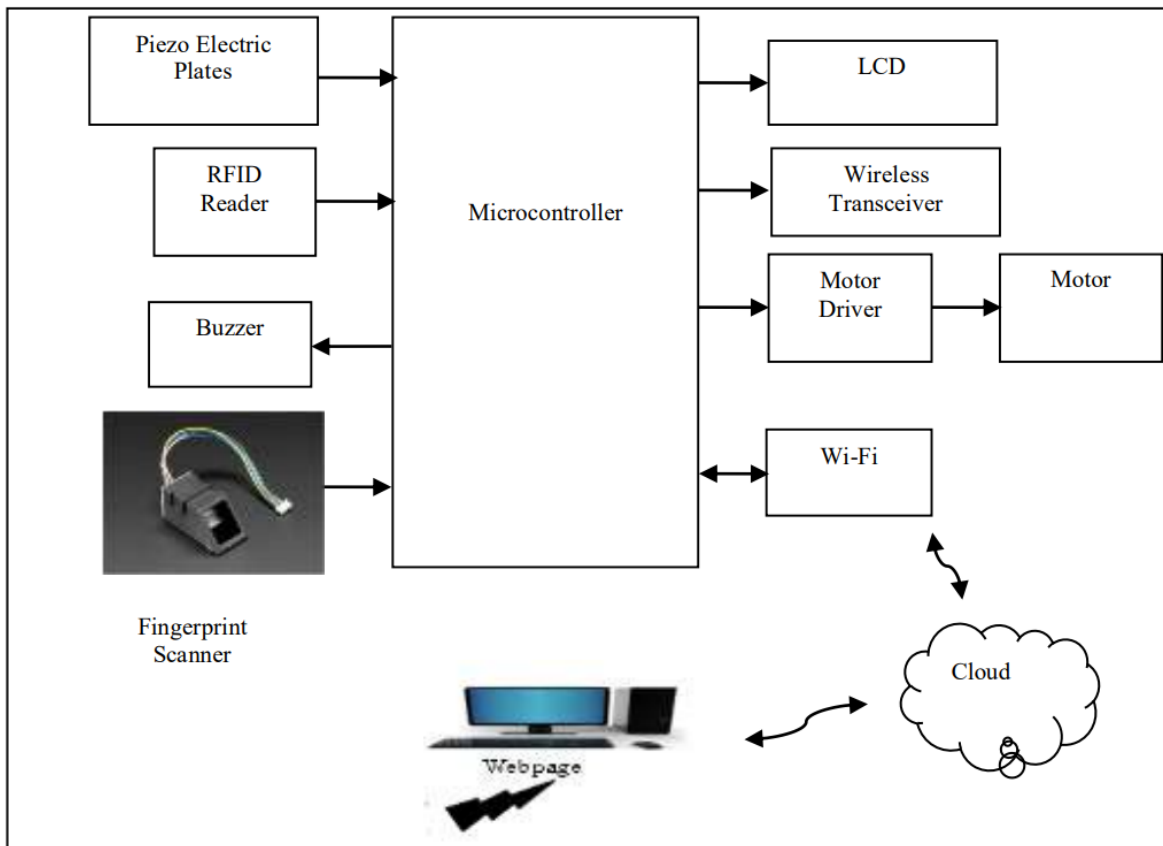 Piezo Electric
Plates
LCD
RFID
Reader
Wireless
Transceiver
Microcontroller
Motor
Driver
Motor
Buzzer
Wi-Fi
Fingerprint
Scanner
Cloud
Webpage